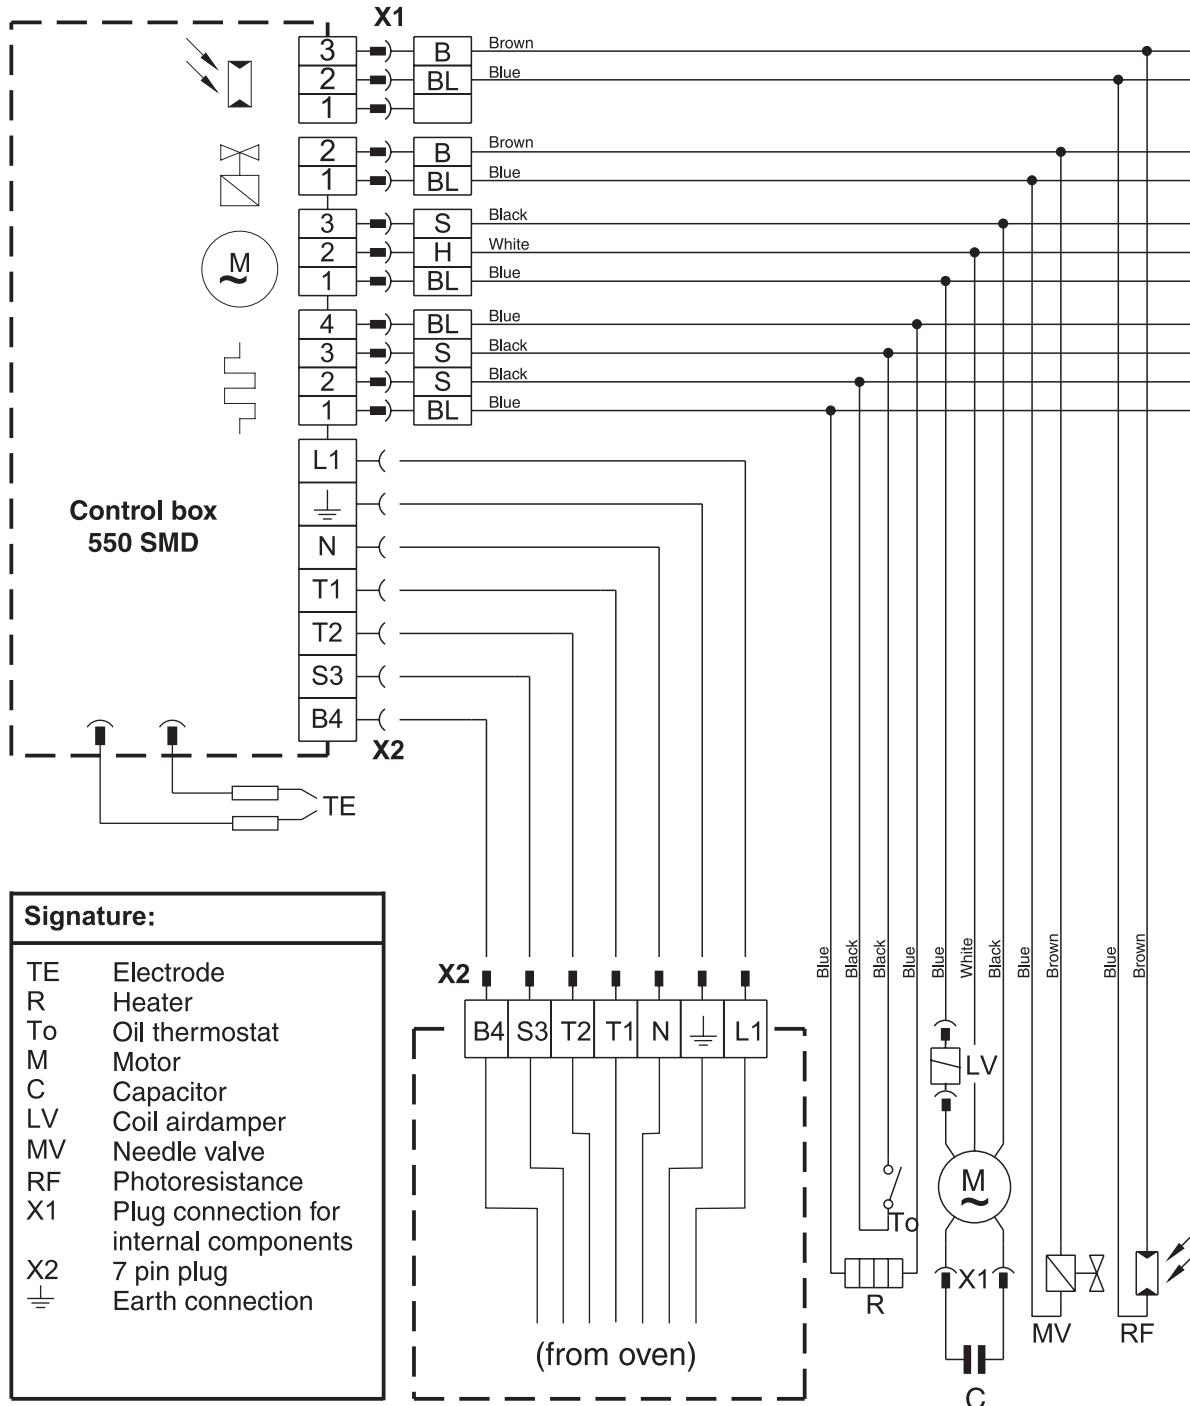 X1
3 B Brown
2 BL Blue
1
2 B Brown
1 BL Blue
3 S Black
2 H White
1 BL Blue
M
~
4 BL Blue
3 S Black
2 S Black
1 BL Blue
L1
Control box
550 SMD
N
T1
T2
S3
B4
X2
TE
Signature:
TE Electrode
R Heater
To Oil thermostat
M Motor
C Capacitor
LV Coil airdamper
MV Needle valve
RF Photoresistance
X1 Plug connection for
internal components
X2 7 pin plug
Earth connection
X2
B4 S3 T2 T1 N L1
(from oven)
Blue Black Black Blue Blue White Black Blue Brown Blue Brown
LV
M
~
To
R
X1
MV
RF
C